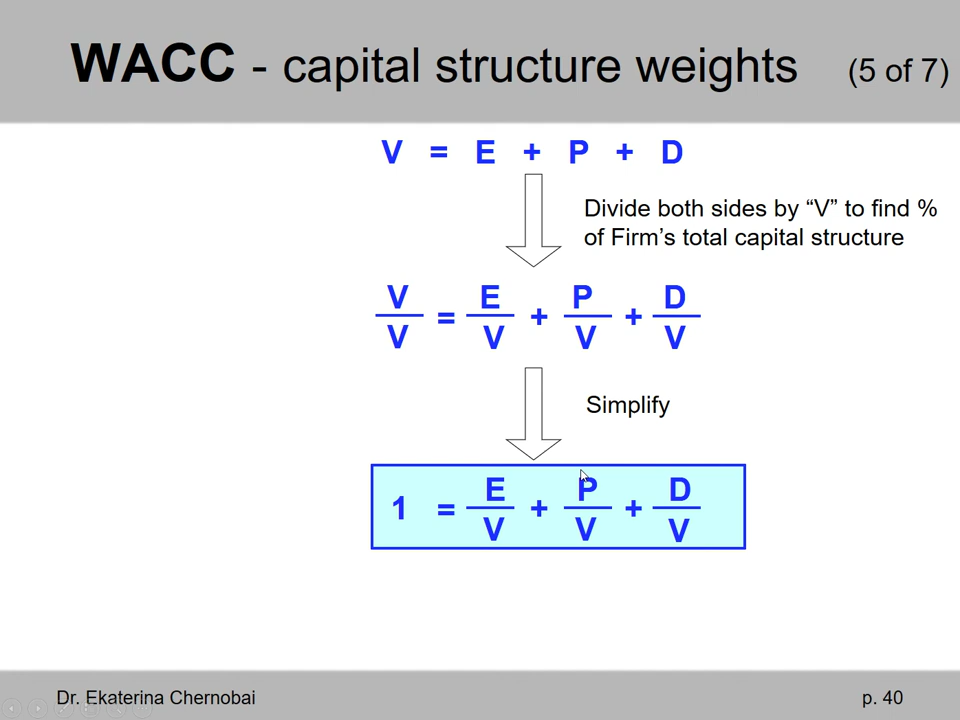 WACC - capital structure weights (5 of 7)
V = E + P + D
Divide both sides by “V” to find %
of Firm’s total capital structure
V E P D
= + +
V V V V
Simplify
E P D
1 = + +
V V V
Dr. Ekaterina Chernobai p. 40